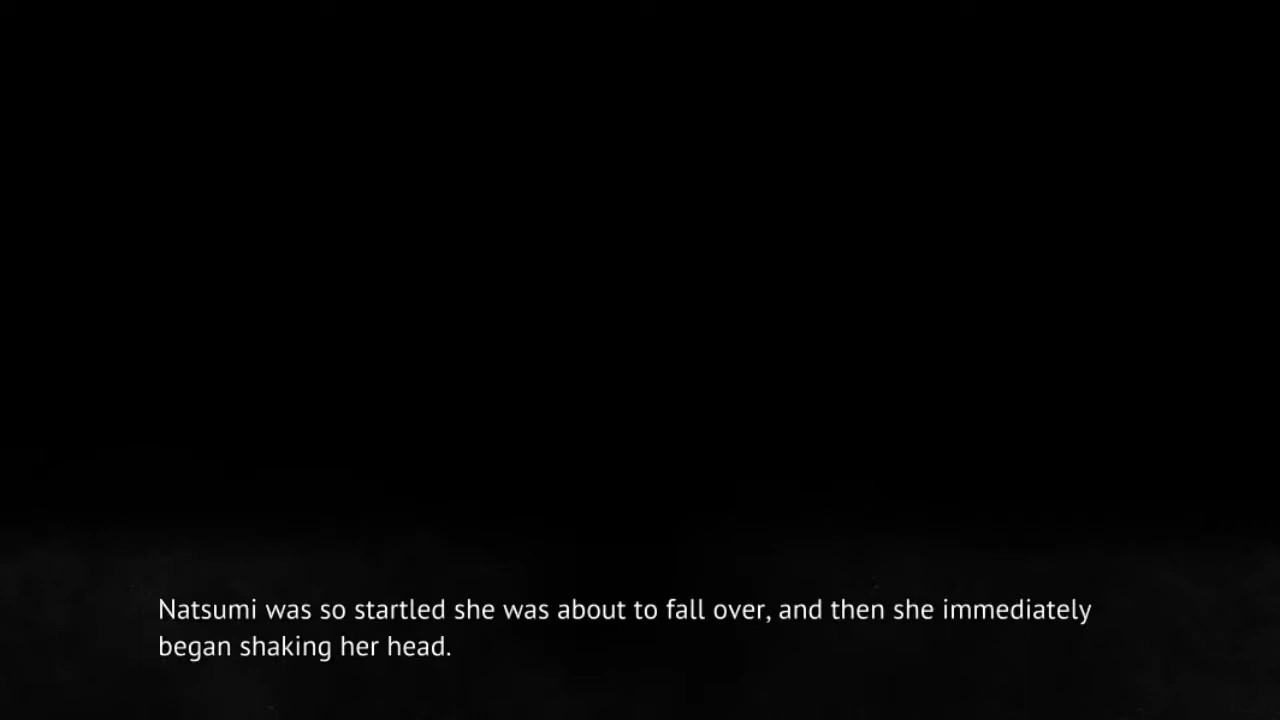 Natsumi was so startled she was about to fall over, and then she immediately
began shaking her head.